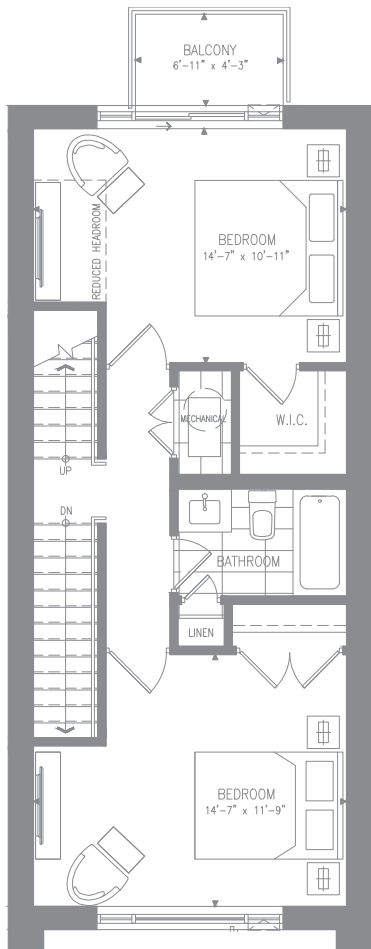 BALCONY
6'-11" x 4'-3"
REDUCED HEADROOM
BEDROOM
14'-7" x 10'-11"
MECHANICAL
W.I.C.
UP
DN
BATHROOM
LINEN
BEDROOM
14'-7" x 11'-9"